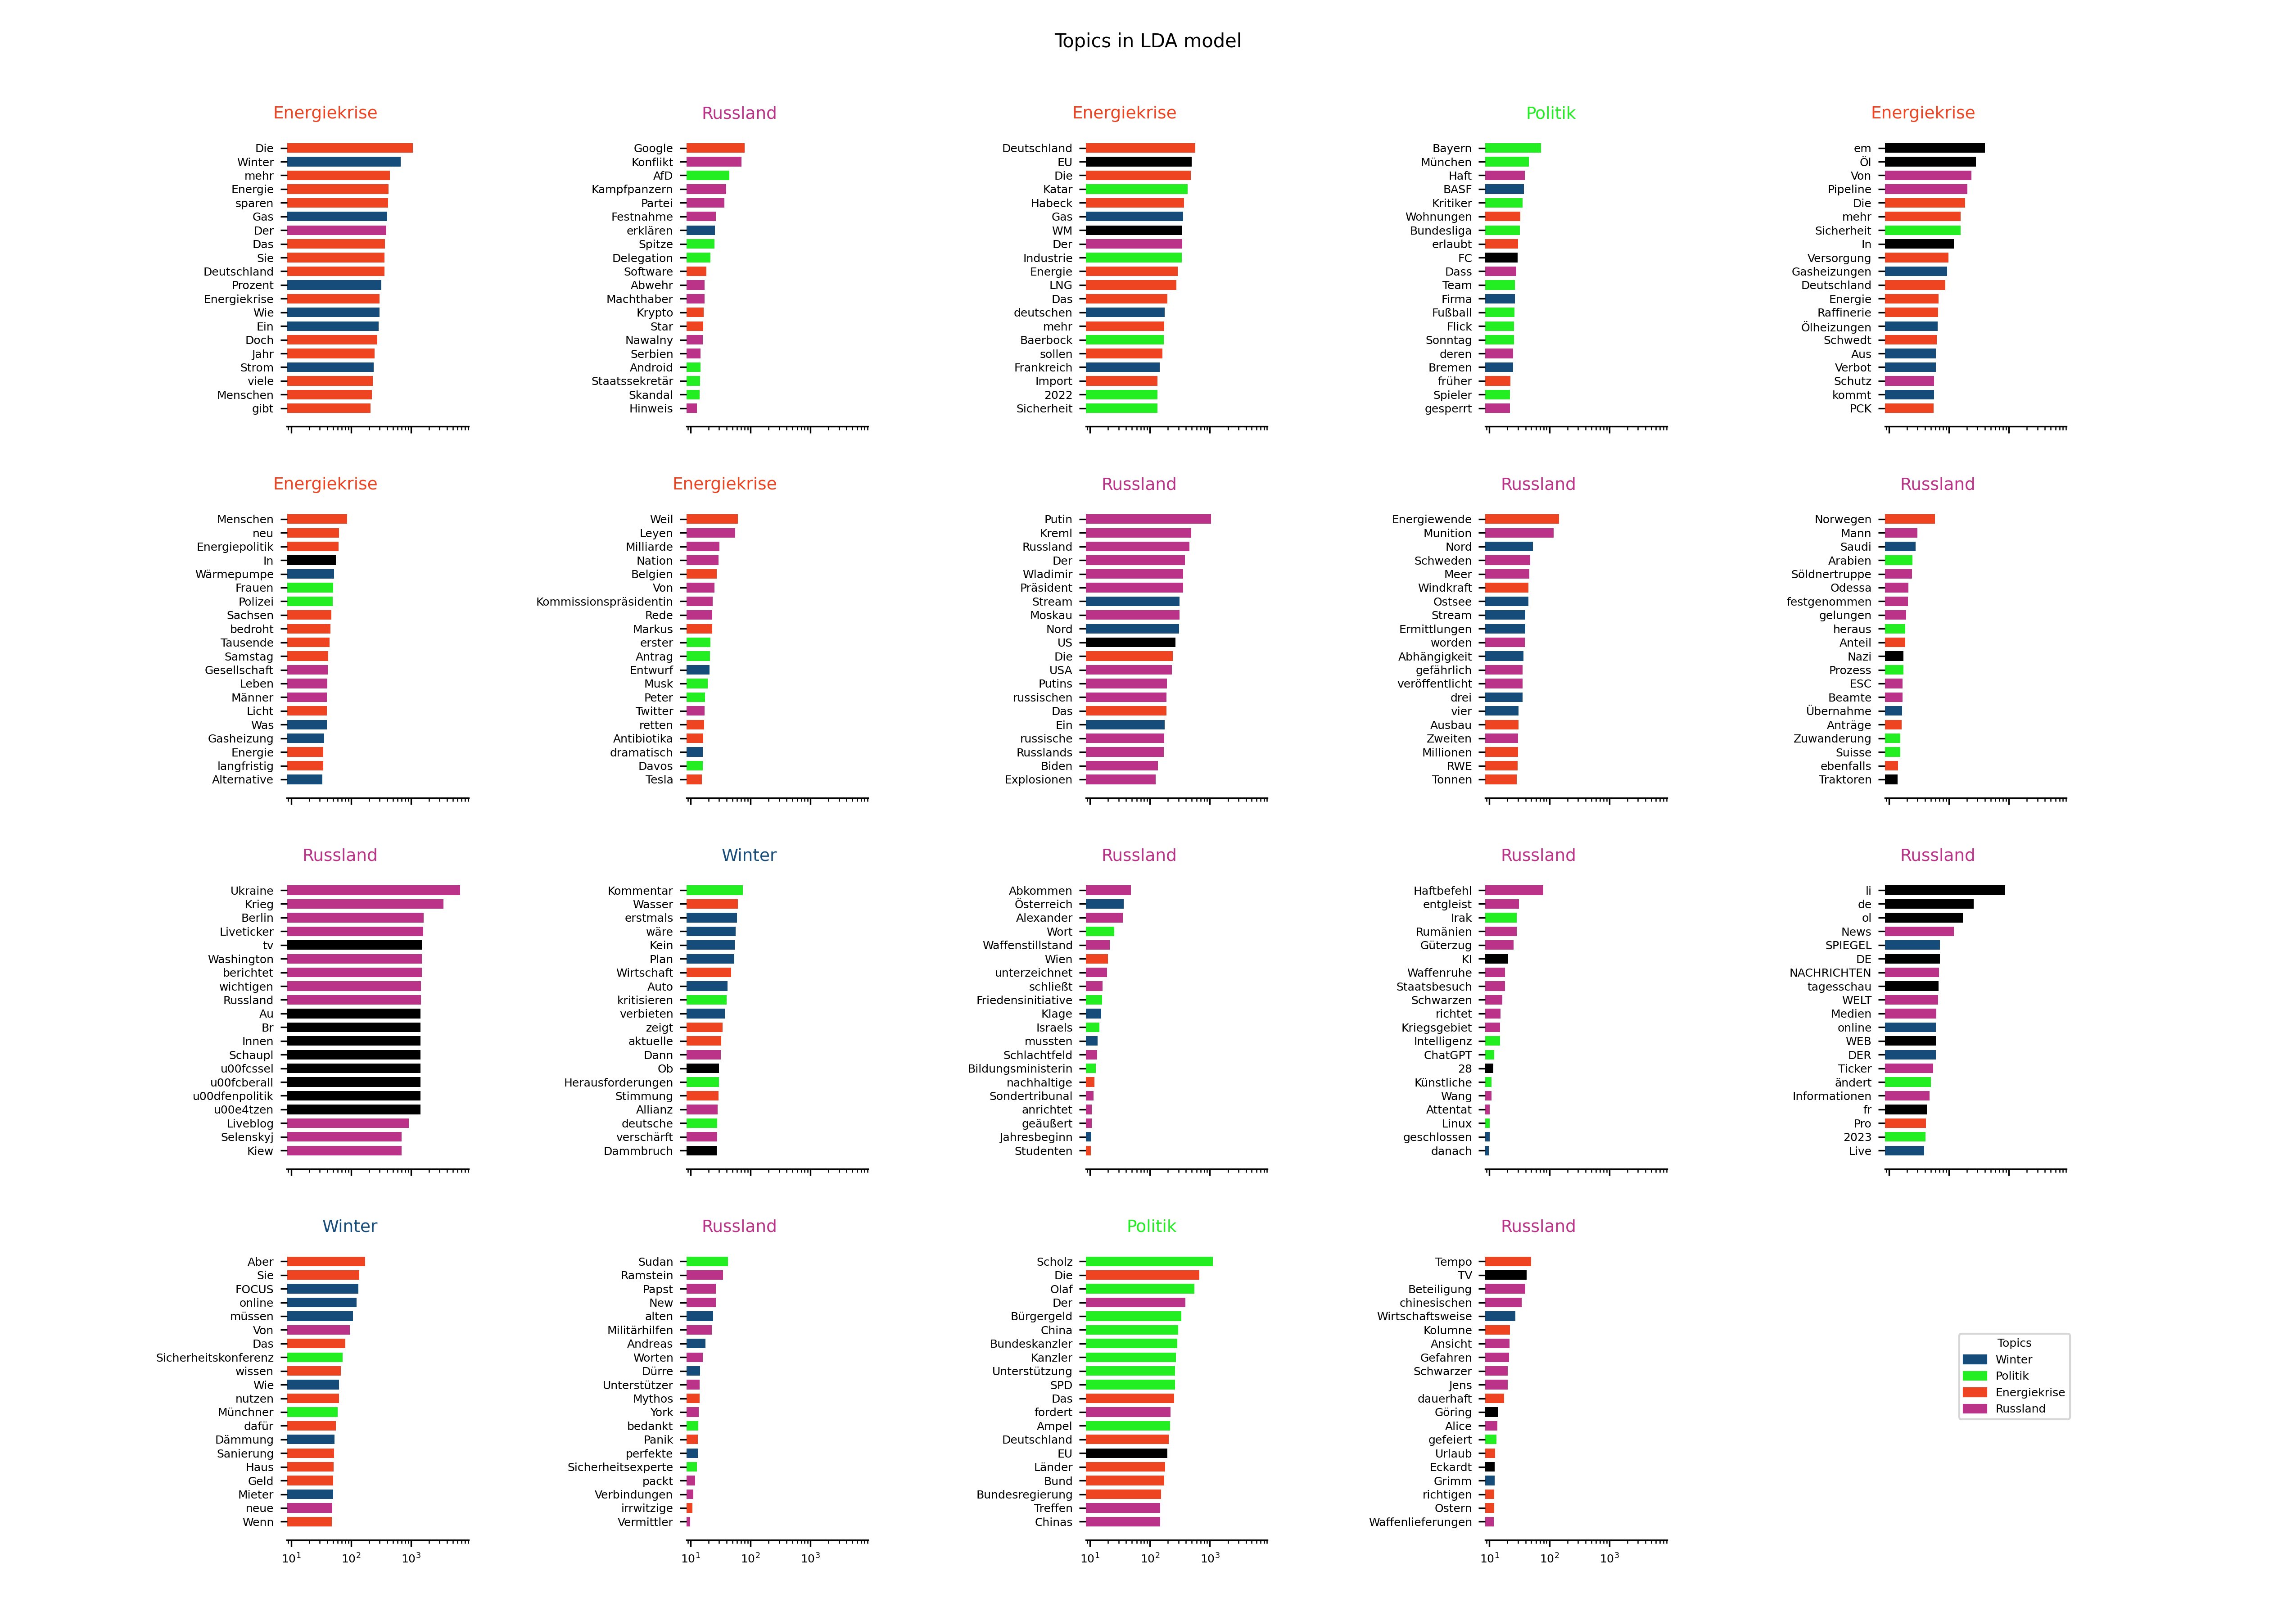 Topics in LDA model
Energiekrise
Die
Winter
mehr
Energie
sparen
Gas
Der
Das
Sie
Deutschland
Prozent
Energiekrise
Wie
Ein
Doch
Jahr
Strom
viele
Menschen
gibt
Russland
Google
Konflikt
AfD
Kampfpanzern
Partei
Festnahme
erklären
Spitze
Delegation
Software
Abwehr
Machthaber
Krypto
Star
Nawalny
Serbien
Android
Staatssekretär
Skandal
Hinweis
Energiekrise
Deutschland
EU
Die
Katar
Habeck
Gas
WM
Der
Industrie
Energie
LNG
Das
deutschen
mehr
Baerbock
sollen
Frankreich
Import
2022
Sicherheit
Politik
Bayern
München
Haft
BASF
Kritiker
Wohnungen
Bundesliga
erlaubt
FC
Dass
Team
Firma
Fußball
Flick
Sonntag
deren
Bremen
früher
Spieler
gesperrt
Energiekrise
em
Öl
Von
Pipeline
Die
mehr
Sicherheit
In
Versorgung
Gasheizungen
Deutschland
Energie
Raffinerie
Ölheizungen
Schwedt
Aus
Verbot
Schutz
kommt
PCK
Energiekrise
Menschen
neu
Energiepolitik
In
Wärmepumpe
Frauen
Polizei
Sachsen
bedroht
Tausende
Samstag
Gesellschaft
Leben
Männer
Licht
Was
Gasheizung
Energie
langfristig
Alternative
Energiekrise
Weil
Leyen
Milliarde
Nation
Belgien
Von
Kommissionspräsidentin
Rede
Markus
erster
Antrag
Entwurf
Musk
Peter
Twitter
retten
Antibiotika
dramatisch
Davos
Tesla
Russland
Putin
Kreml
Russland
Der
Wladimir
Präsident
Stream
Moskau
Nord
US
Die
USA
Putins
russischen
Das
Ein
russische
Russlands
Biden
Explosionen
Russland
Energiewende
Munition
Nord
Schweden
Meer
Windkraft
Ostsee
Stream
Ermittlungen
worden
Abhängigkeit
gefährlich
veröffentlicht
drei
vier
Ausbau
Zweiten
Millionen
RWE
Tonnen
Russland
Norwegen
Mann
Saudi
Arabien
Söldnertruppe
Odessa
festgenommen
gelungen
heraus
Anteil
Nazi
Prozess
ESC
Beamte
Übernahme
Anträge
Zuwanderung
Suisse
ebenfalls
Traktoren
Russland
Ukraine
Krieg
Berlin
Liveticker
tv
Washington
berichtet
wichtigen
Russland
Au
Br
Innen
Schaupl
u00fcssel
u00fcberall
u00dfenpolitik
u00e4tzen
Liveblog
Selenskyj
Kiew
Winter
Kommentar
Wasser
erstmals
wäre
Kein
Plan
Wirtschaft
Auto
kritisieren
verbieten
zeigt
aktuelle
Dann
Ob
Herausforderungen
Stimmung
Allianz
deutsche
verschärft
Dammbruch
Russland
Abkommen
Österreich
Alexander
Wort
Waffenstillstand
Wien
unterzeichnet
schließt
Friedensinitiative
Klage
Israels
mussten
Schlachtfeld
Bildungsministerin
nachhaltige
Sondertribunal
anrichtet
geäußert
Jahresbeginn
Studenten
Russland
Haftbefehl
entgleist
Irak
Rumänien
Güterzug
KI
Waffenruhe
Staatsbesuch
Schwarzen
richtet
Kriegsgebiet
Intelligenz
ChatGPT
28
Künstliche
Wang
Attentat
Linux
geschlossen
danach
Russland
li
de
ol
News
SPIEGEL
DE
NACHRICHTEN
tagesschau
WELT
Medien
online
WEB
DER
Ticker
ändert
Informationen
fr
Pro
2023
Live
Winter
Aber
Sie
FOCUS
online
müssen
Von
Das
Sicherheitskonferenz
wissen
Wie
nutzen
Münchner
dafür
Dämmung
Sanierung
Haus
Geld
Mieter
neue
Wenn
10¹ 10² 10³
Russland
Sudan
Ramstein
Papst
New
alten
Militärhilfen
Andreas
Worten
Dürre
Unterstützer
Mythos
York
bedankt
Panik
perfekte
Sicherheitsexperte
packt
Verbindungen
irrwitzige
Vermittler
10¹ 10² 10³
Politik
Scholz
Die
Olaf
Der
Bürgergeld
China
Bundeskanzler
Kanzler
Unterstützung
SPD
Das
fordert
Ampel
Deutschland
EU
Länder
Bund
Bundesregierung
Treffen
Chinas
10¹ 10² 10³
Russland
Tempo
TV
Beteiligung
chinesischen
Wirtschaftsweise
Kolumne
Ansicht
Gefahren
Schwarzer
Jens
dauerhaft
Göring
Alice
gefeiert
Urlaub
Eckardt
Grimm
richtigen
Ostern
Waffenlieferungen
10¹ 10² 10³
Topics
Winter
Politik
Energiekrise
Russland